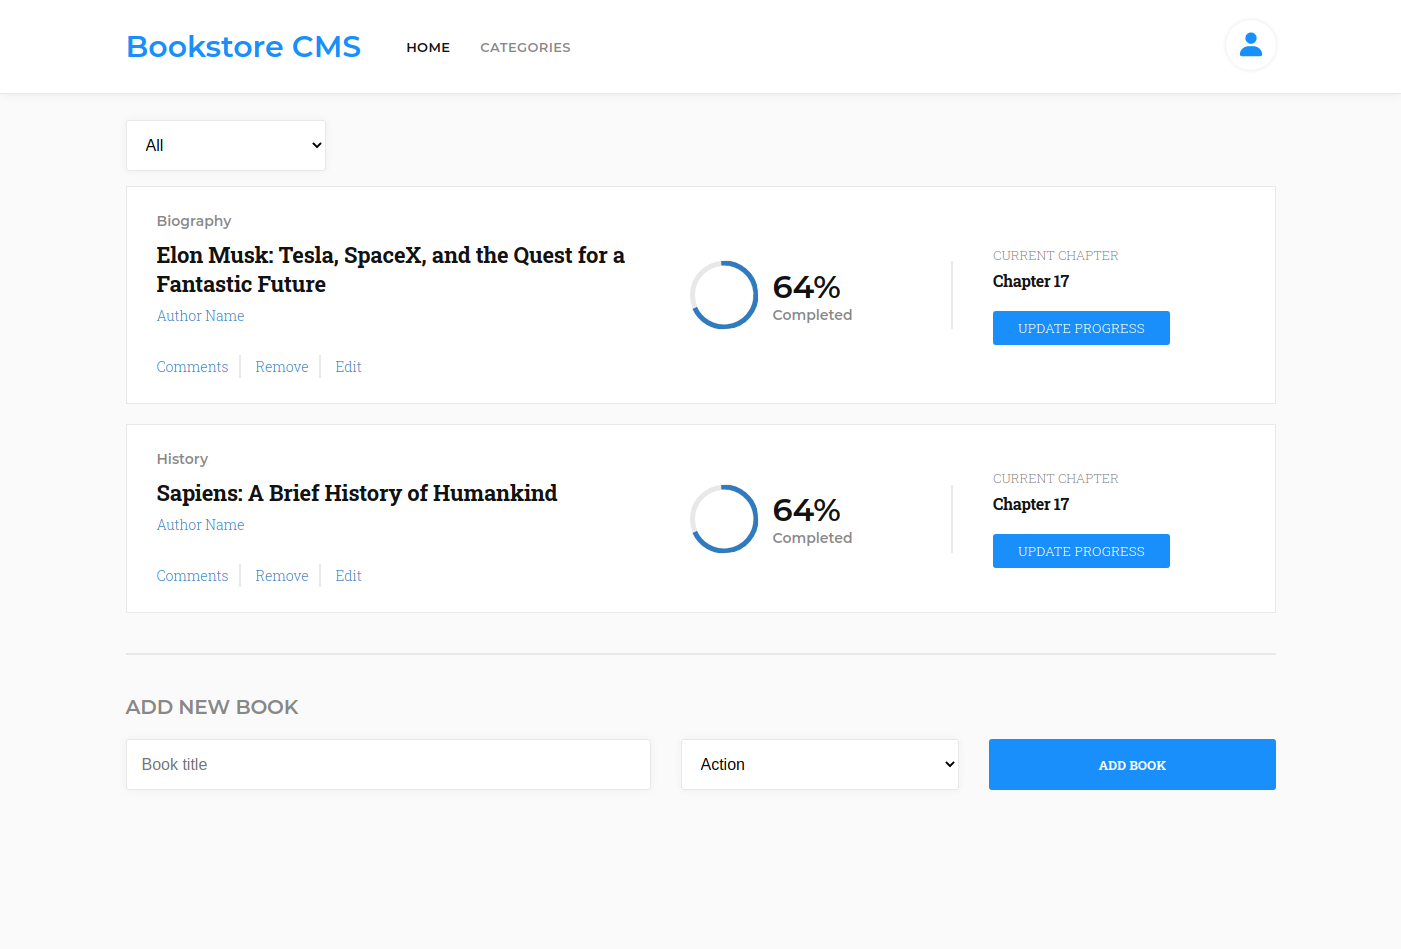 Bookstore CMS
HOME
CATEGORIES
All
Biography
Elon Musk: Tesla, SpaceX, and the Quest for a
Fantastic Future
Author Name
Comments
Remove
Edit
64%
Completed
CURRENT CHAPTER
Chapter 17
UPDATE PROGRESS
History
Sapiens: A Brief History of Humankind
Author Name
Comments
Remove
Edit
64%
Completed
CURRENT CHAPTER
Chapter 17
UPDATE PROGRESS
ADD NEW BOOK
Book title
Action
ADD BOOK